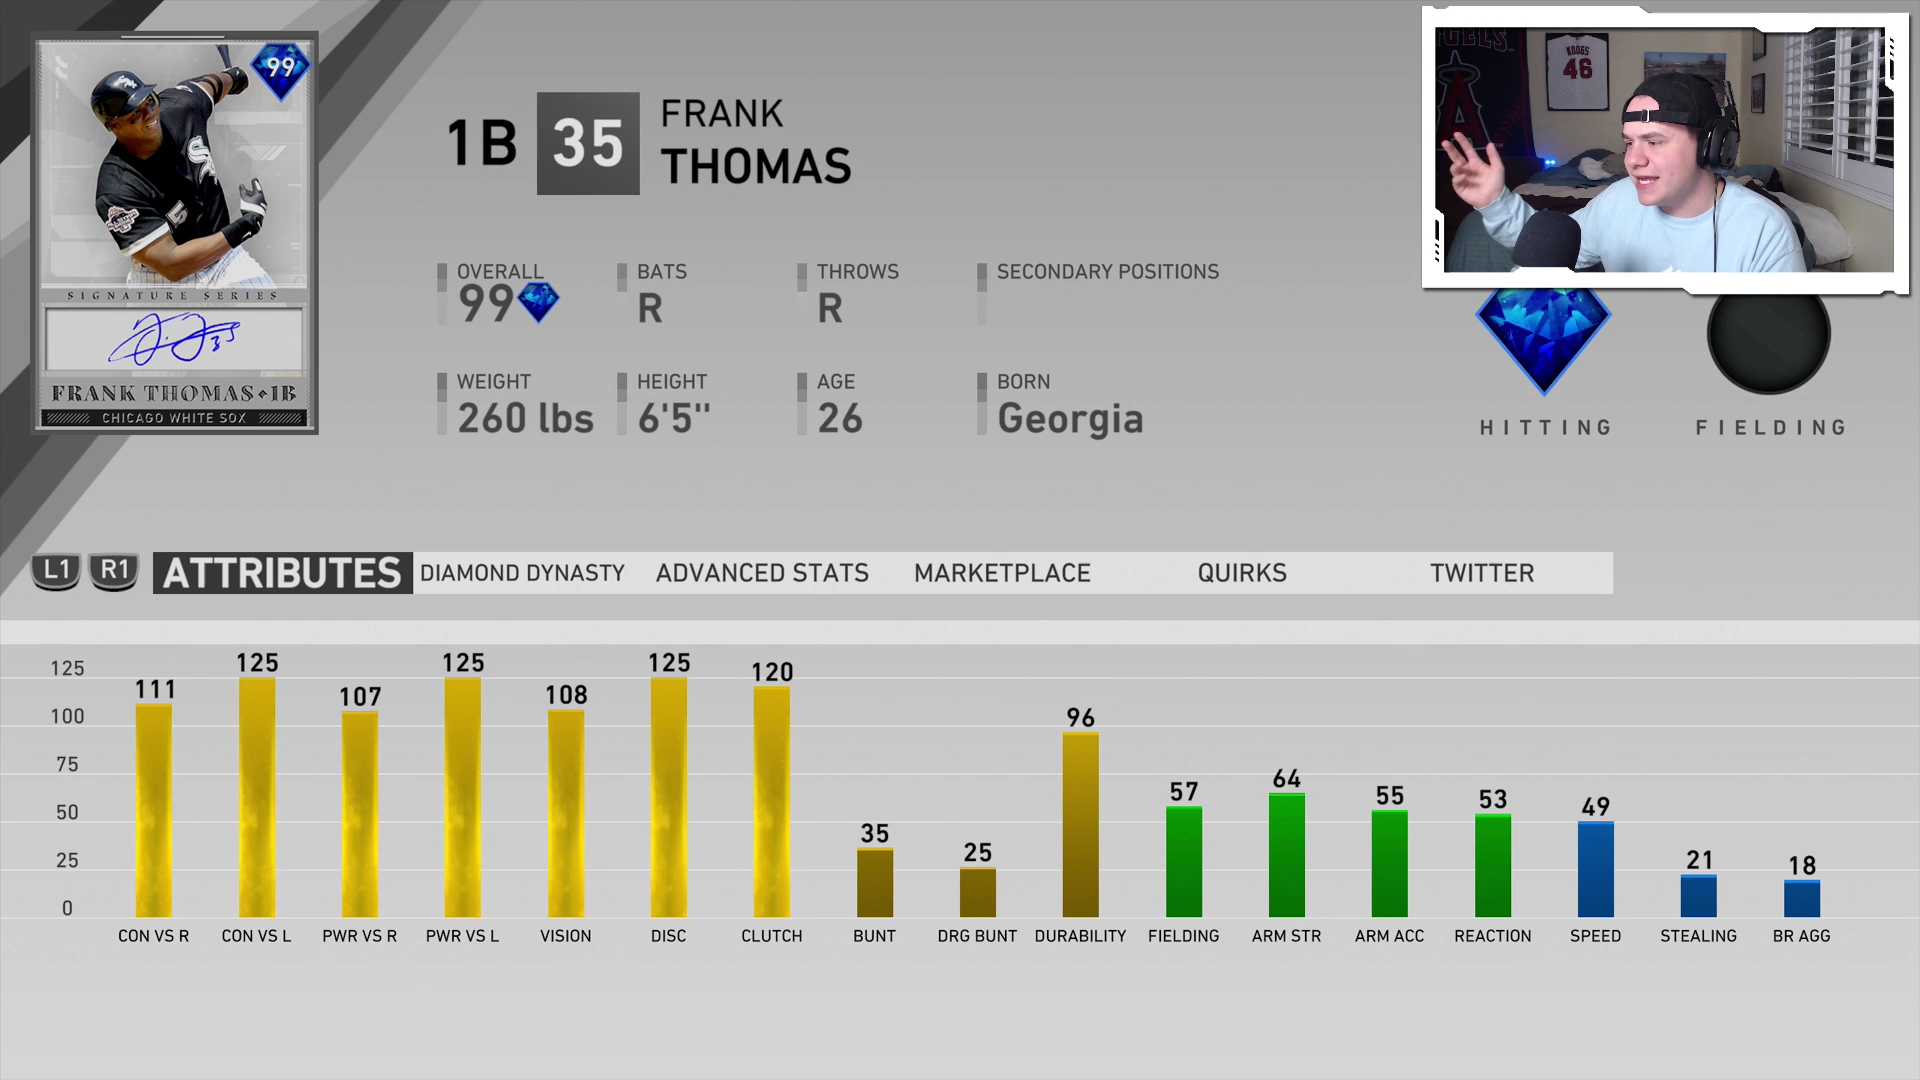 99
SIGNATURE SERIES
FRANK THOMAS 1B
CHICAGO WHITE SOX
1B 35 FRANK THOMAS
OVERALL BATS THROWS SECONDARY POSITIONS
99 R R
WEIGHT HEIGHT AGE BORN
260 lbs 6'5" 26 Georgia
ANGELS
KODGS
46
A
HITTING FIELDING
L1 R1 ATTRIBUTES DIAMOND DYNASTY ADVANCED STATS MARKETPLACE QUIRKS TWITTER
125
100
75
50
25
0
111 125 107 125 108 125 120 35 25 96 57 64 55 53 49 21 18
CON VS R CON VS L PWR VS R PWR VS L VISION DISC CLUTCH BUNT DRG BUNT DURABILITY FIELDING ARM STR ARM ACC REACTION SPEED STEALING BR AGG